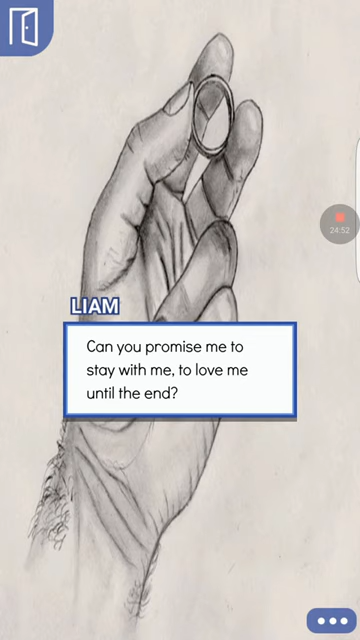 24:52
LIAM
Can you promise me to
stay with me, to love me
until the end?